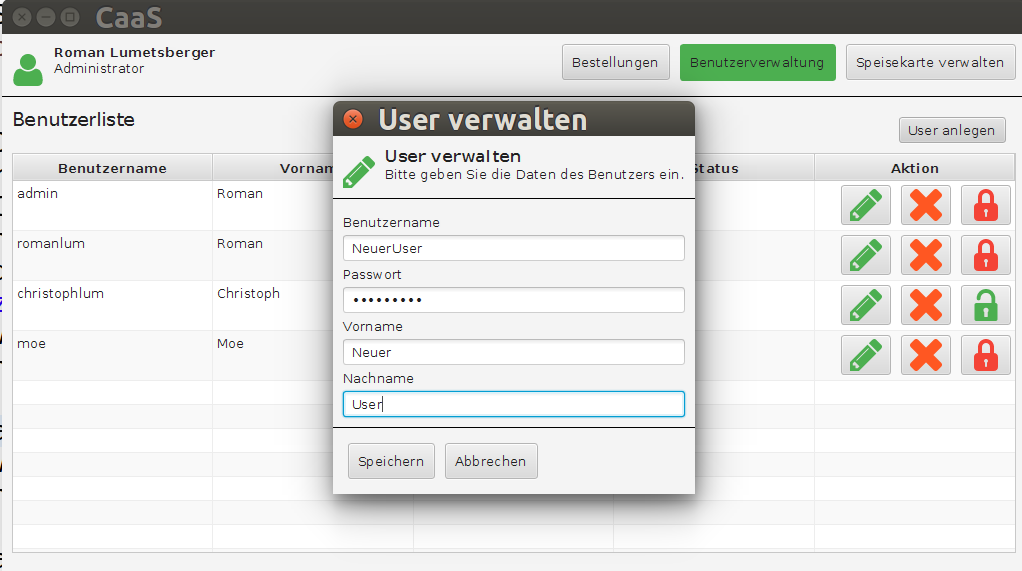 CaaS
Roman Lumetsberger
Administrator
Bestellungen
Benutzerverwaltung
Speisekarte verwalten
Benutzerliste
User anlegen
Benutzername
Status
Aktion
admin
Roman
romanlum
Roman
christophlum
Christoph
moe
Moe
User verwalten
User verwalten
Bitte geben Sie die Daten des Benutzers ein.
Benutzername
NeuerUser
Passwort
•••••••••
Vorname
Neuer
Nachname
User
Speichern
Abbrechen